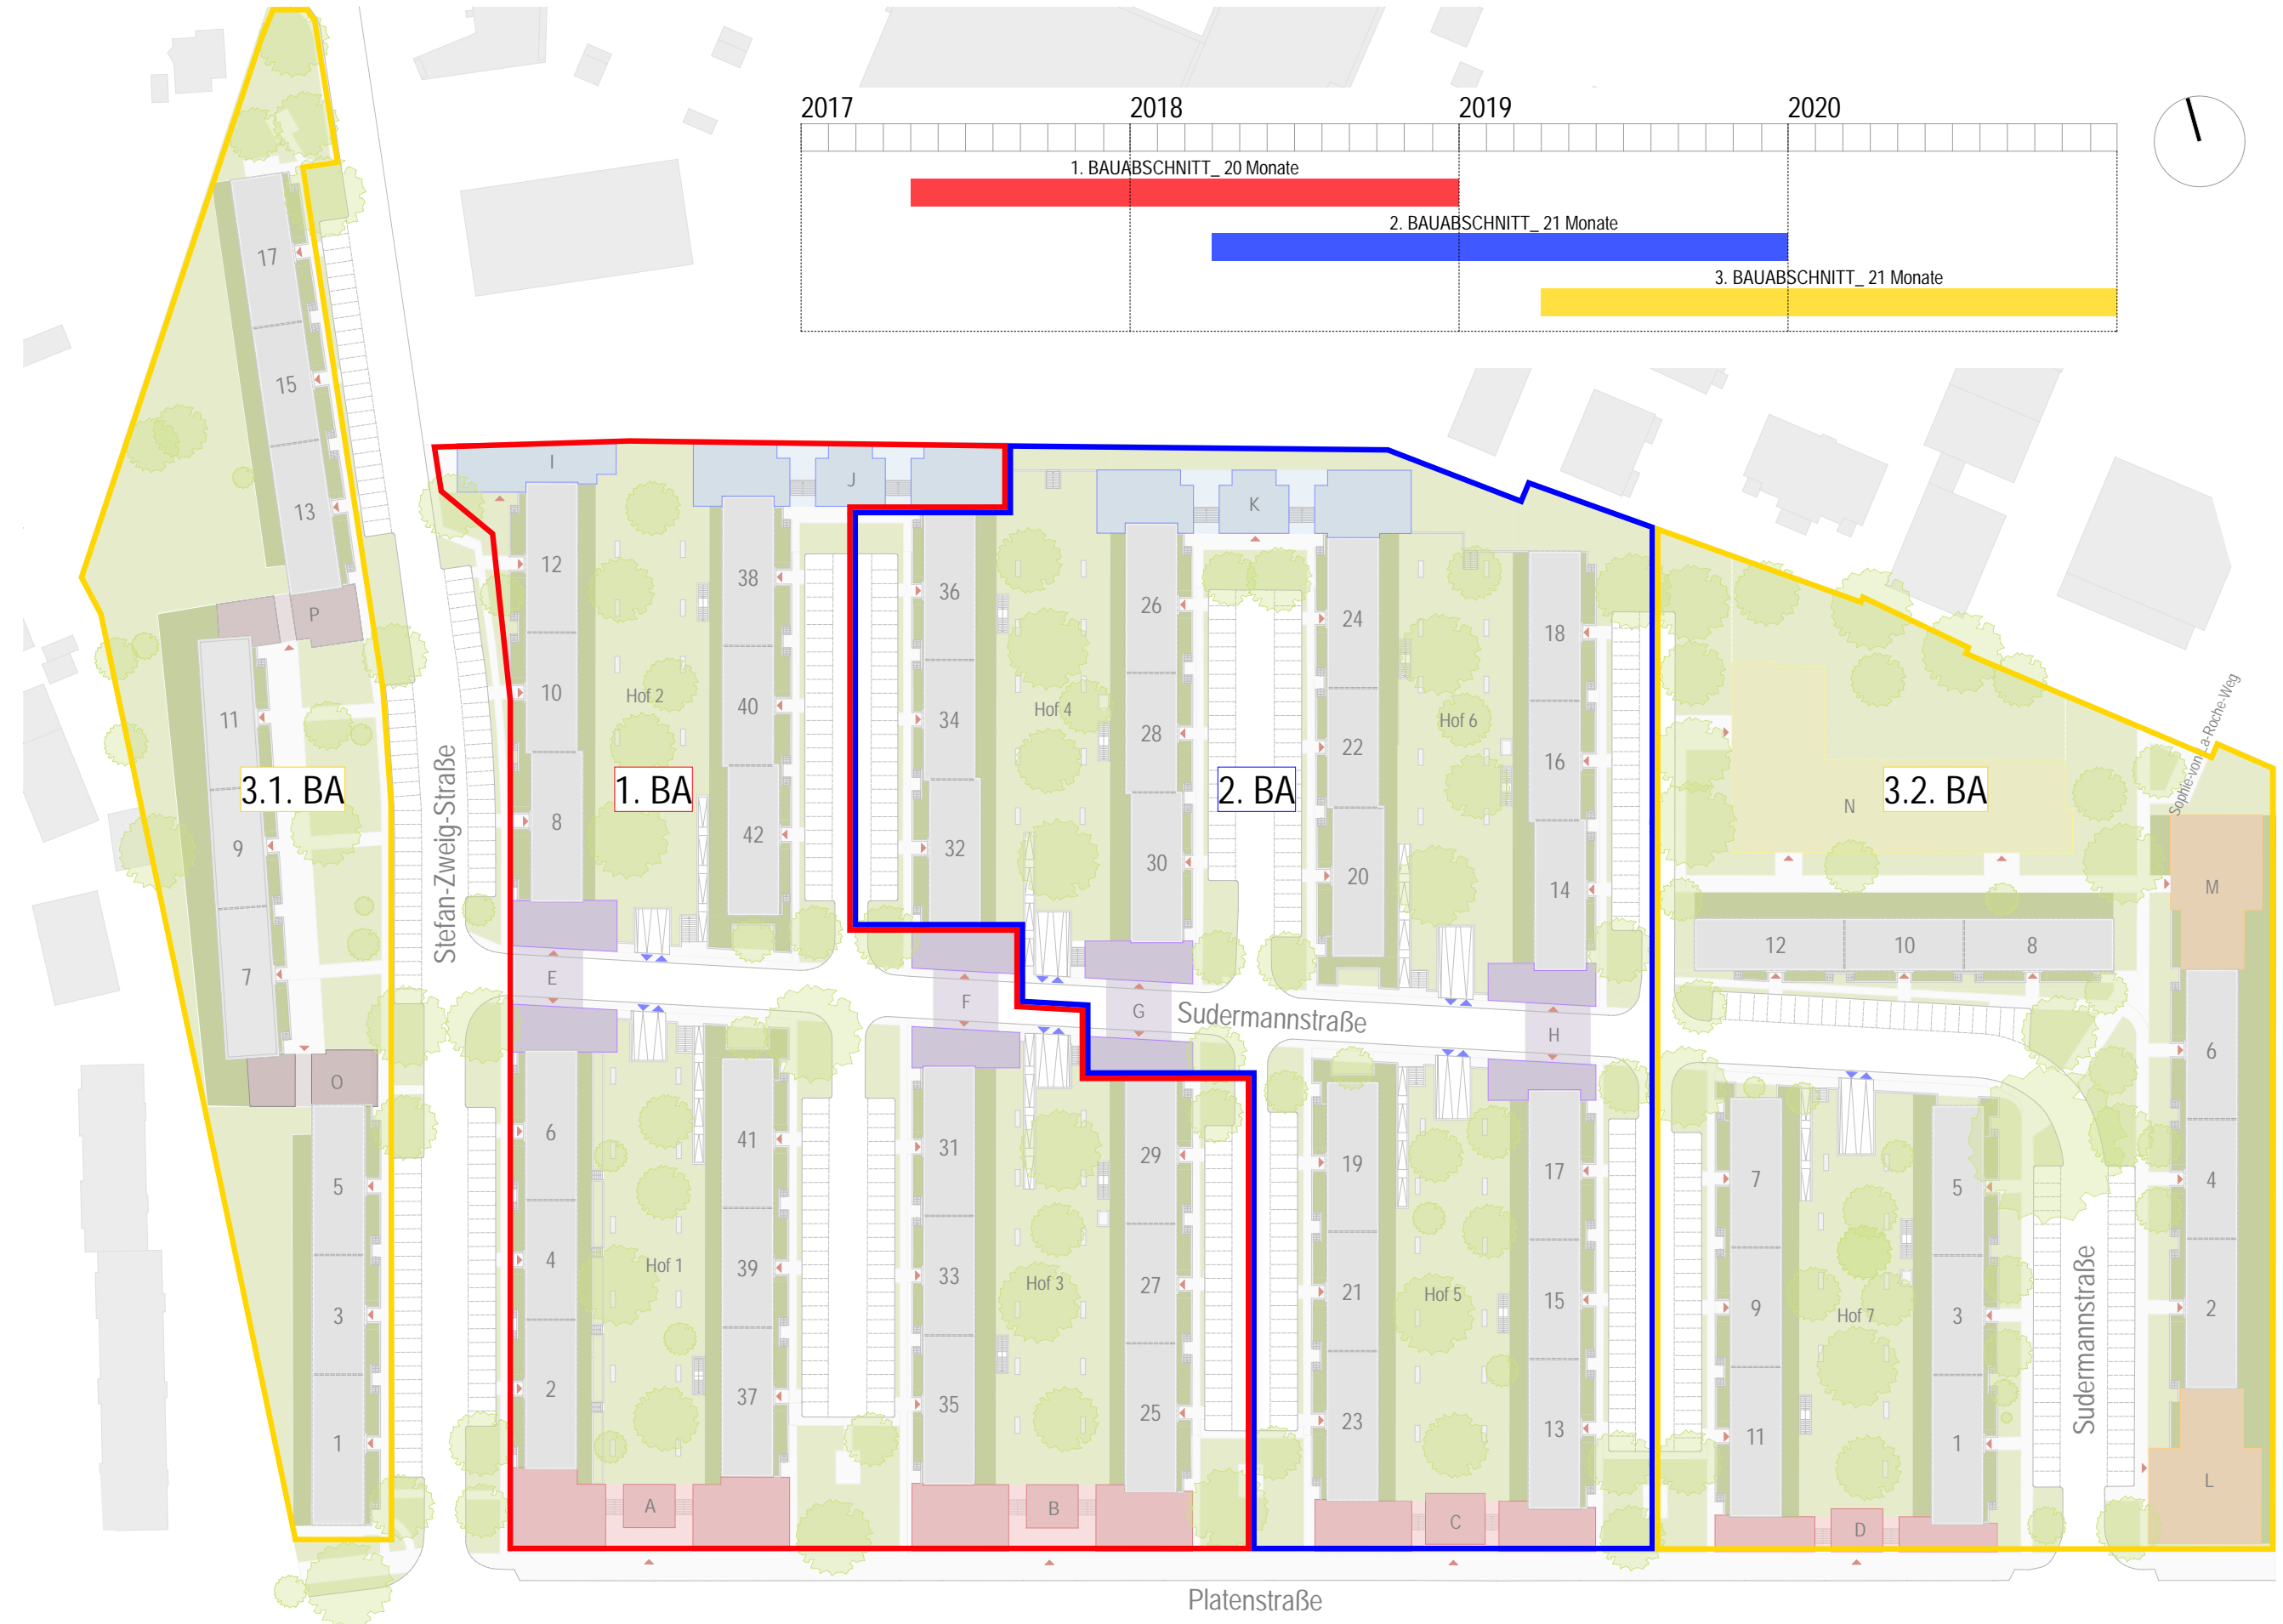 2017 2018 2019 2020
1. BAUABSCHNITT_ 20 Monate
2. BAUABSCHNITT_ 21 Monate
3. BAUABSCHNITT_ 21 Monate
17
15
13
P
11
9
7
O
5
3
1
3.1. BA
Stefan-Zweig-Straße
I
J
12
10
8
Hof 2
38
40
42
1. BA
E
6
4
2
Hof 1
41
39
37
A
36
34
32
Hof 4
K
26
28
30
2. BA
24
22
20
Hof 6
18
16
14
F
G
H
Sudermannstraße
31
33
35
Hof 3
29
27
25
B
19
21
23
Hof 5
17
15
13
C
N
3.2. BA
Sophie-von-La-Roche-Weg
M
12
10
8
6
4
2
L
7
9
11
Hof 7
5
3
1
D
Sudermannstraße
Platenstraße